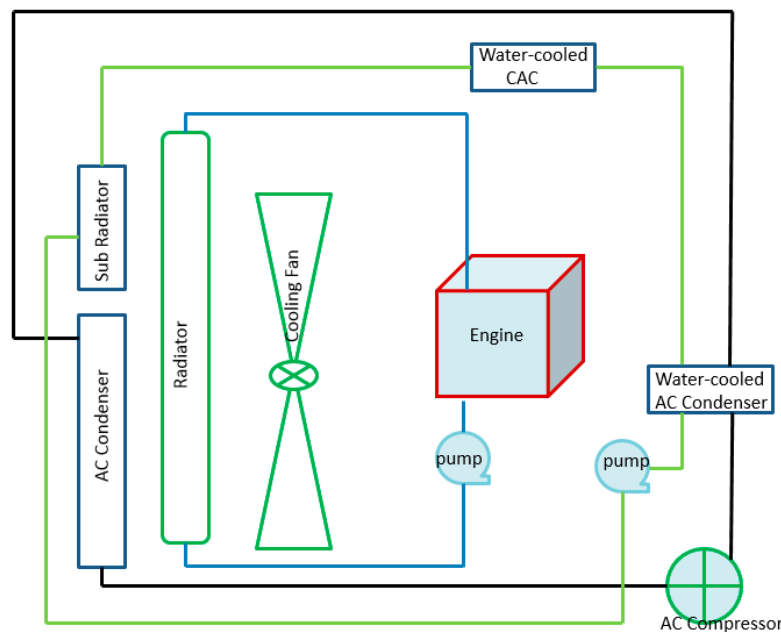 Water-cooled
CAC
Sub Radiator
Cooling Fan
Radiator
Engine
Water-cooled
AC Condenser
AC Condenser
pump
pump
AC Compressor